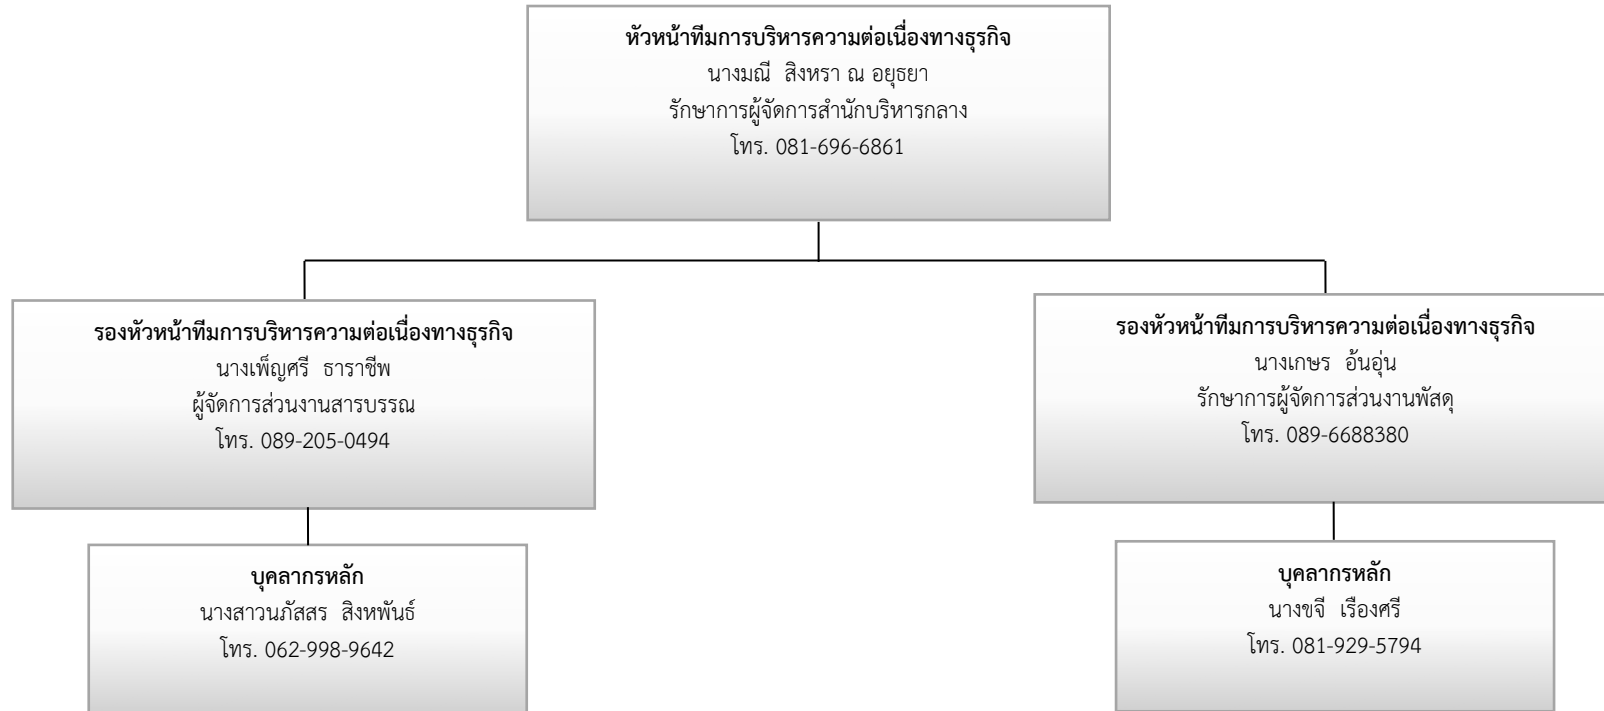 หัวหน้าทีมการบริหารความต่อเนื่องทางธุรกิจ
นางมณี  สิงหรา ณ อยุธยา
รักษาการผู้จัดการสำนักบริหารกลาง
โทร. 081-696-6861
รองหัวหน้าทีมการบริหารความต่อเนื่องทางธุรกิจ
นางเพ็ญศรี  ธาราชีพ
ผู้จัดการส่วนงานสารบรรณ
โทร. 089-205-0494
บุคลากรหลัก
นางสาวนภัสสร  สิงหพันธ์
โทร. 062-998-9642
รองหัวหน้าทีมการบริหารความต่อเนื่องทางธุรกิจ
นางเกษร  อ้นอุ่น
รักษาการผู้จัดการส่วนงานพัสดุ
โทร. 089-6688380
บุคลากรหลัก
นางขจี  เรืองศรี
โทร. 081-929-5794